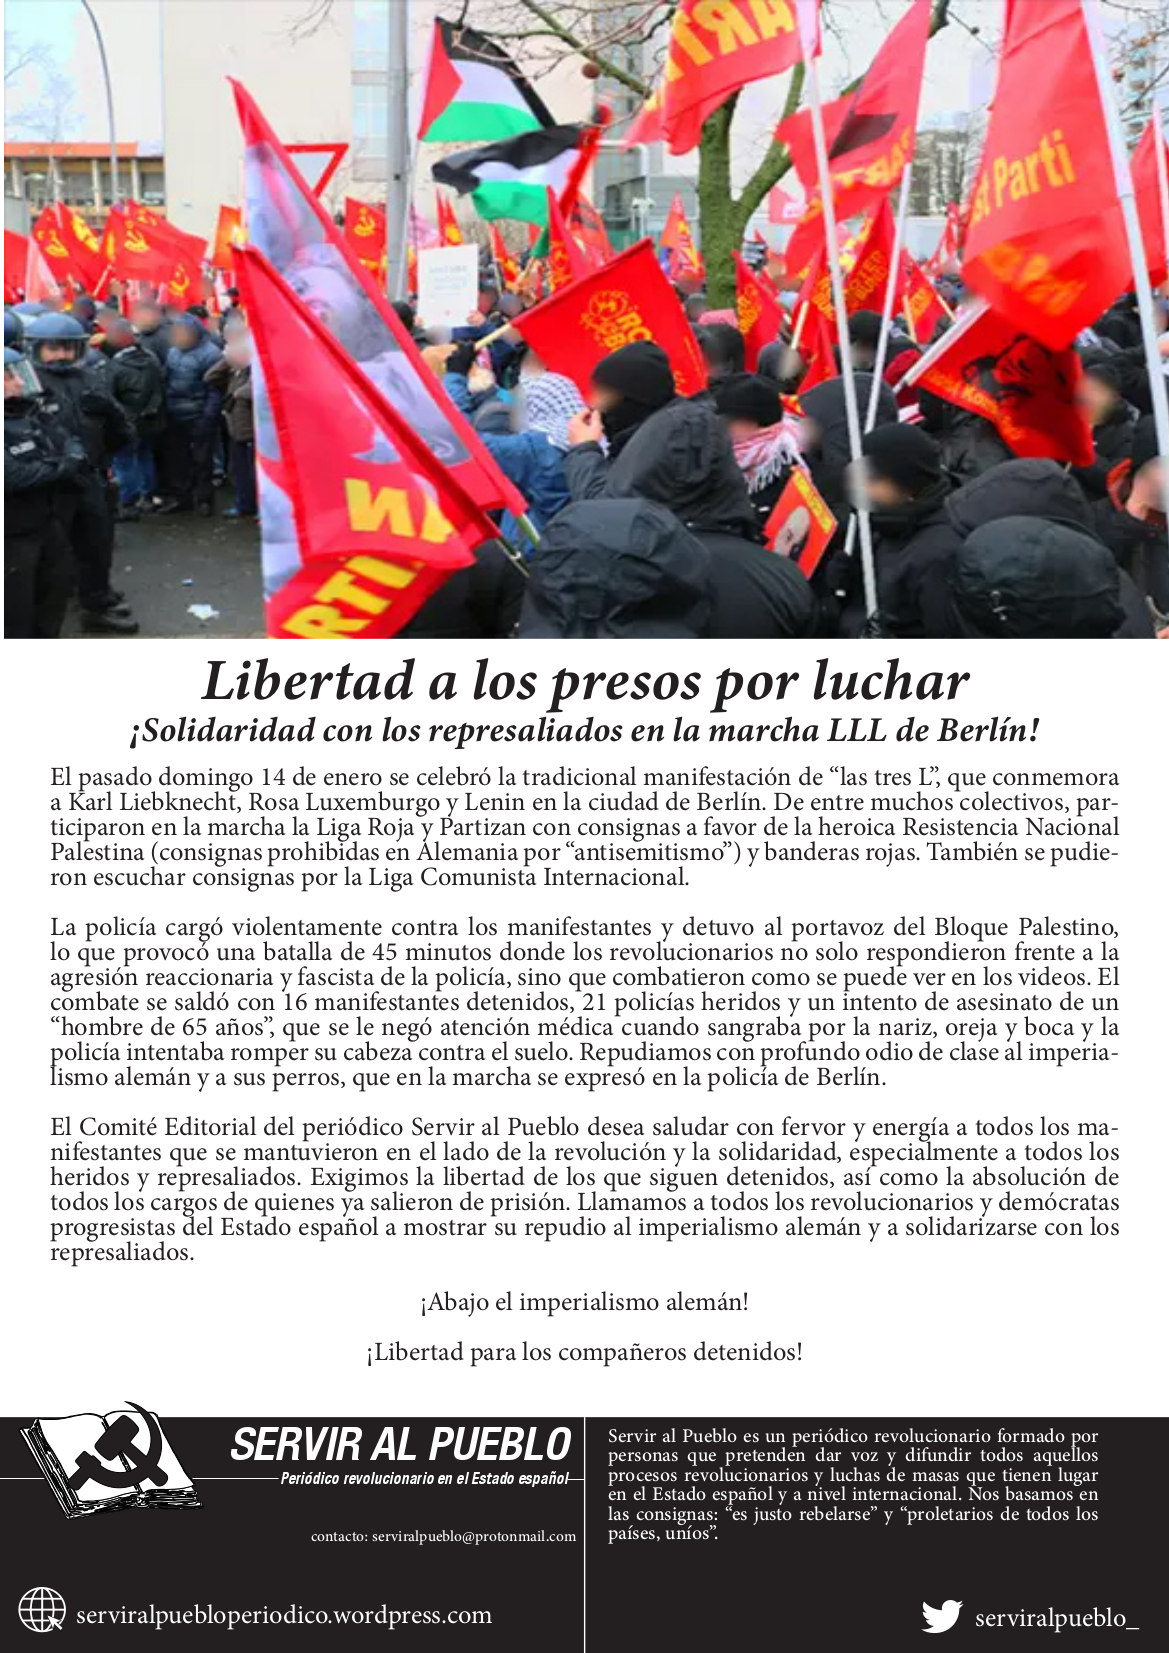 st Parti
Libertad a los presos por luchar
¡Solidaridad con los represaliados en la marcha LLL de Berlín!
El pasado domingo 14 de enero se celebró la tradicional manifestación de “las tres L”, que conmemora
a Karl Liebknecht, Rosa Luxemburgo y Lenin en la ciudad de Berlín. De entre muchos colectivos, par-
ticiparon en la marcha la Liga Roja y Partizan con consignas a favor de la heroica Resistencia Nacional
Palestina (consignas prohibidas en Alemania por “antisemitismo”) y banderas rojas. También se pudie-
ron escuchar consignas por la Liga Comunista Internacional.
La policía cargó violentamente contra los manifestantes y detuvo al portavoz del Bloque Palestino,
lo que provocó una batalla de 45 minutos donde los revolucionarios no solo respondieron frente a la
agresión reaccionaria y fascista de la policía, sino que combatieron como se puede ver en los videos. El
combate se saldó con 16 manifestantes detenidos, 21 policías heridos y un intento de asesinato de un
“hombre de 65 años”, que se le negó atención médica cuando sangraba por la nariz, oreja y boca y la
policía intentaba romper su cabeza contra el suelo. Repudiamos con profundo odio de clase al imperia-
lismo alemán y a sus perros, que en la marcha se expresó en la policía de Berlín.
El Comité Editorial del periódico Servir al Pueblo desea saludar con fervor y energía a todos los ma-
nifestantes que se mantuvieron en el lado de la revolución y la solidaridad, especialmente a todos los
heridos y represaliados. Exigimos la libertad de los que siguen detenidos, así como la absolución de
todos los cargos de quienes ya salieron de prisión. Llamamos a todos los revolucionarios y demócratas
progresistas del Estado español a mostrar su repudio al imperialismo alemán y a solidarizarse con los
represaliados.
¡Abajo el imperialismo alemán!
¡Libertad para los compañeros detenidos!
SERVIR AL PUEBLO
Periódico revolucionario en el Estado español
contacto: serviralpueblo@protonmail.com
serviralpuebloperiodico.wordpress.com
Servir al Pueblo es un periódico revolucionario formado por
personas que pretenden dar voz y difundir todos aquellos
procesos revolucionarios y luchas de masas que tienen lugar
en el Estado español y a nivel internacional. Nos basamos en
las consignas: “es justo rebelarse” y “proletarios de todos los
países, uníos”.
serviralpueblo_